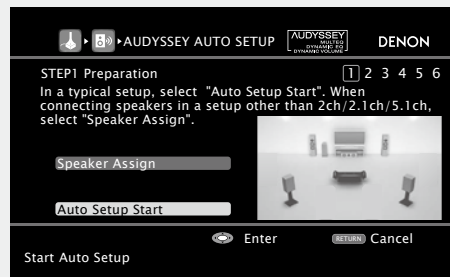 AUDYSSEY AUTO SETUP
AUDYSSEY
MULTEQ
DYNAMIC EQ
DYNAMIC VOLUME
DENON
STEP1 Preparation
1 2 3 4 5 6
In a typical setup, select "Auto Setup Start". When
connecting speakers in a setup other than 2ch/2.1ch/5.1ch,
select "Speaker Assign".
Speaker Assign
Auto Setup Start
Enter
RETURN Cancel
Start Auto Setup